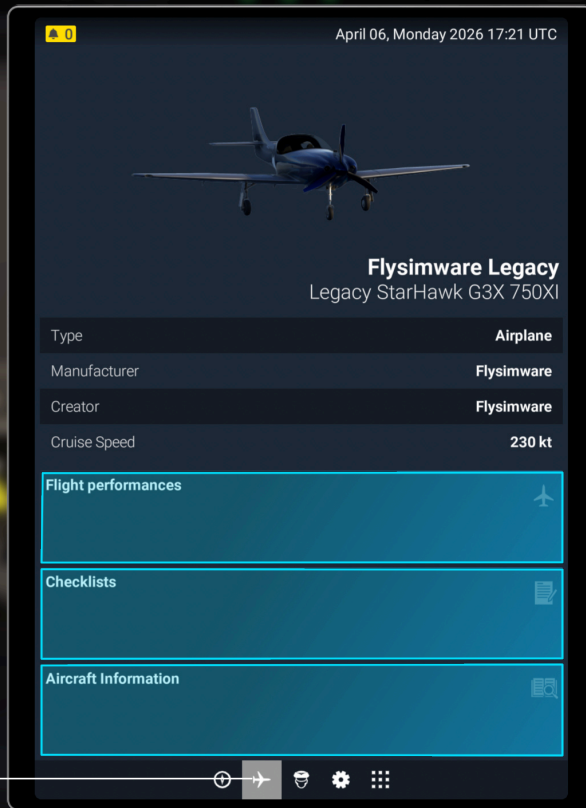 0
April 06, Monday 2026 17:21 UTC
Flysimware Legacy
Legacy StarHawk G3X 750XI
Type Airplane
Manufacturer Flysimware
Creator Flysimware
Cruise Speed 230 kt
Flight performances
Checklists
Aircraft Information